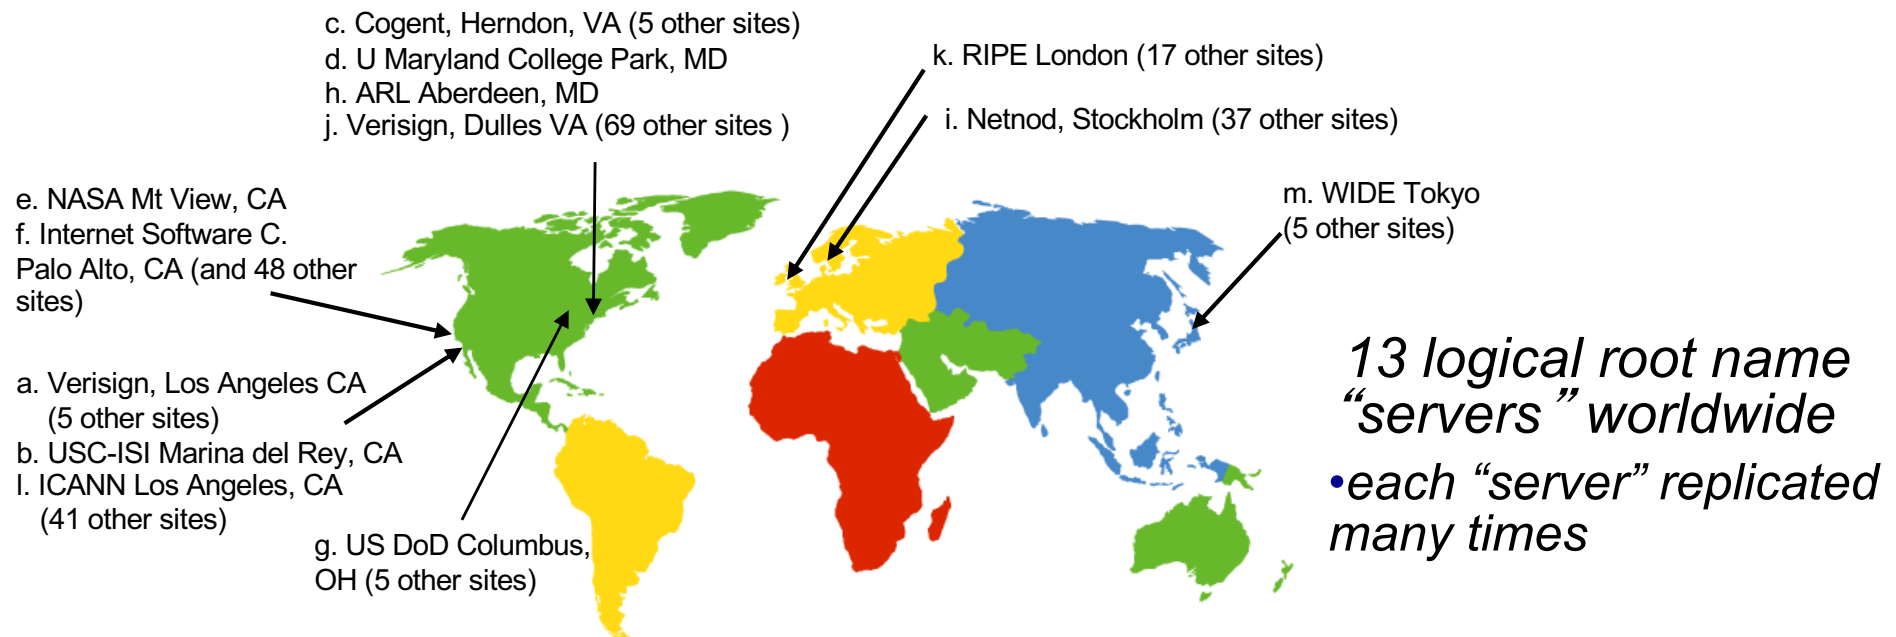 c. Cogent, Herndon, VA (5 other sites)
d. U Maryland College Park, MD
h. ARL Aberdeen, MD
j. Verisign, Dulles VA (69 other sites )
k. RIPE London (17 other sites)
i. Netnod, Stockholm (37 other sites)
e. NASA Mt View, CA
f. Internet Software C.
Palo Alto, CA (and 48 other
sites)
m. WIDE Tokyo
(5 other sites)
a. Verisign, Los Angeles CA
(5 other sites)
b. USC-ISI Marina del Rey, CA
l. ICANN Los Angeles, CA
(41 other sites)
g. US DoD Columbus,
OH (5 other sites)
13 logical root name
“servers” worldwide
•each “server” replicated
many times